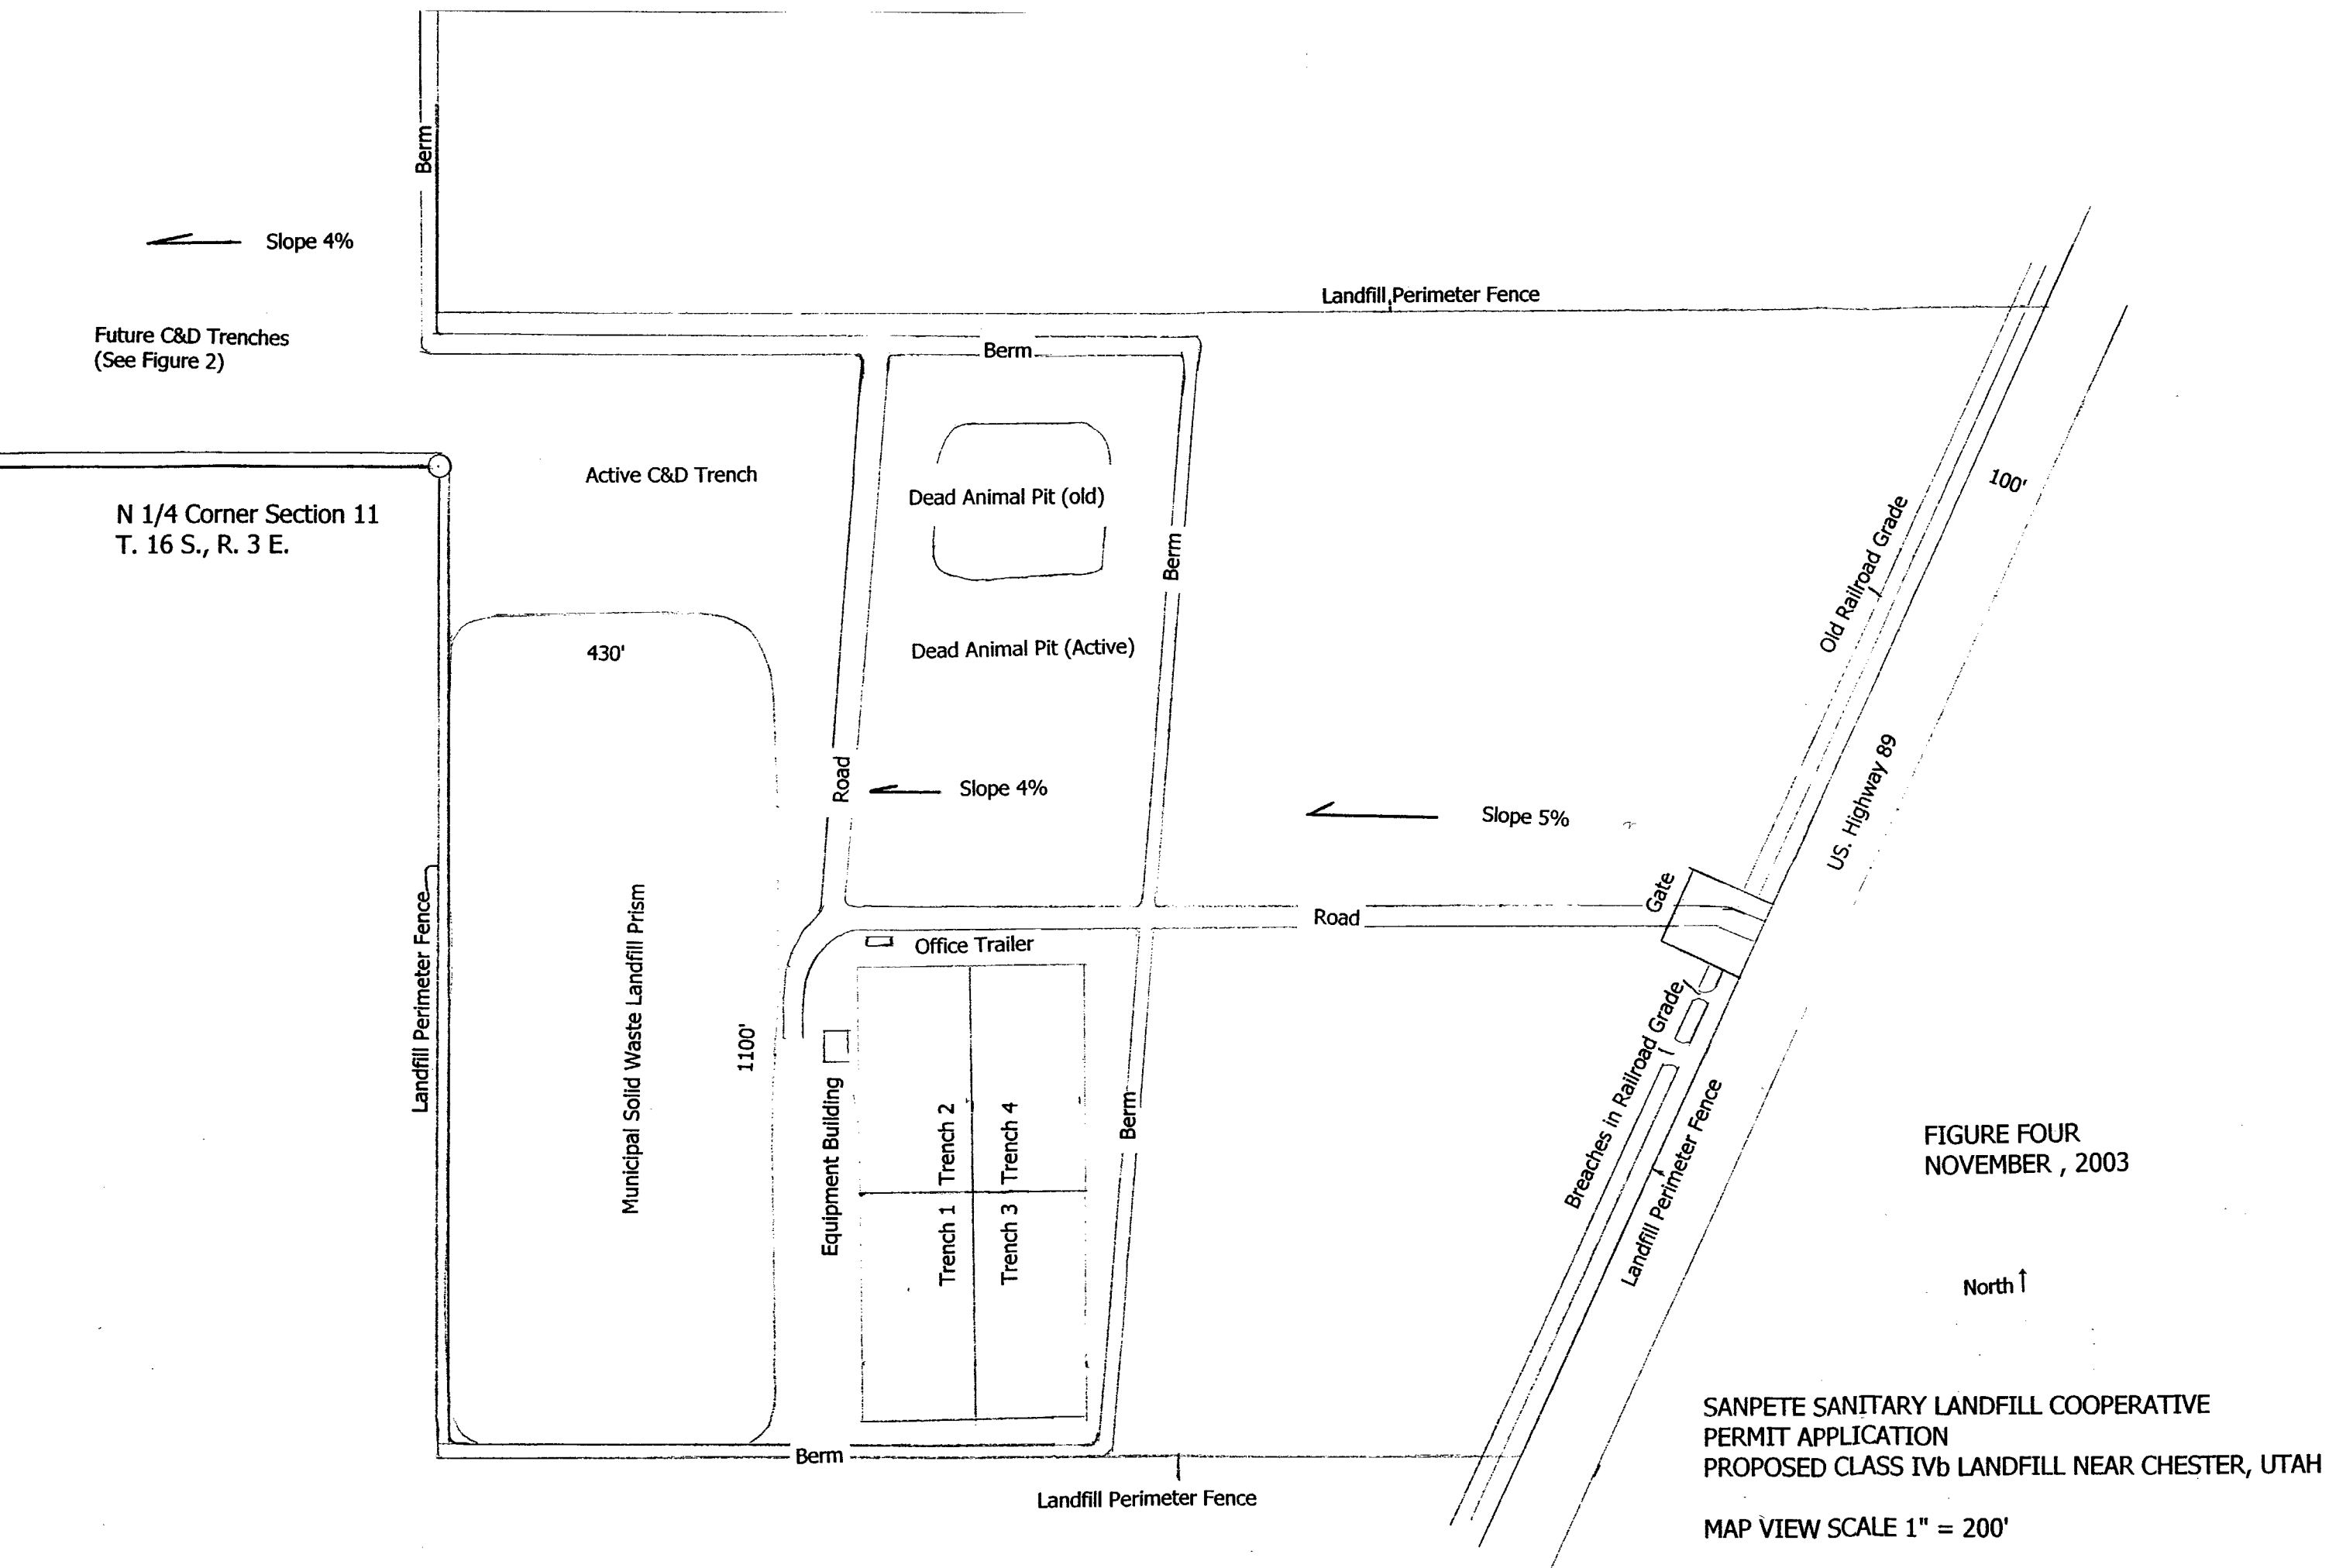 Berm
Slope 4%
Landfill Perimeter Fence
Future C&D Trenches
(See Figure 2)
Berm
Active C&D Trench
Dead Animal Pit (old)
100'
N 1/4 Corner Section 11
T. 16 S., R. 3 E.
Berm
Old Railroad Grade
430'
Dead Animal Pit (Active)
Road
Slope 4%
Slope 5%
US. Highway 89
Gate
Road
Office Trailer
Landfill Perimeter Fence
Municipal Solid Waste Landfill Prism
1100'
Equipment Building
Trench 2
Trench 4
Trench 1
Trench 3
Berm
Breaches in Railroad Grade
Landfill Perimeter Fence
FIGURE FOUR
NOVEMBER , 2003
North
Berm
Landfill Perimeter Fence
SANPETE SANITARY LANDFILL COOPERATIVE
PERMIT APPLICATION
PROPOSED CLASS IVb LANDFILL NEAR CHESTER, UTAH
MAP VIEW SCALE 1" = 200'